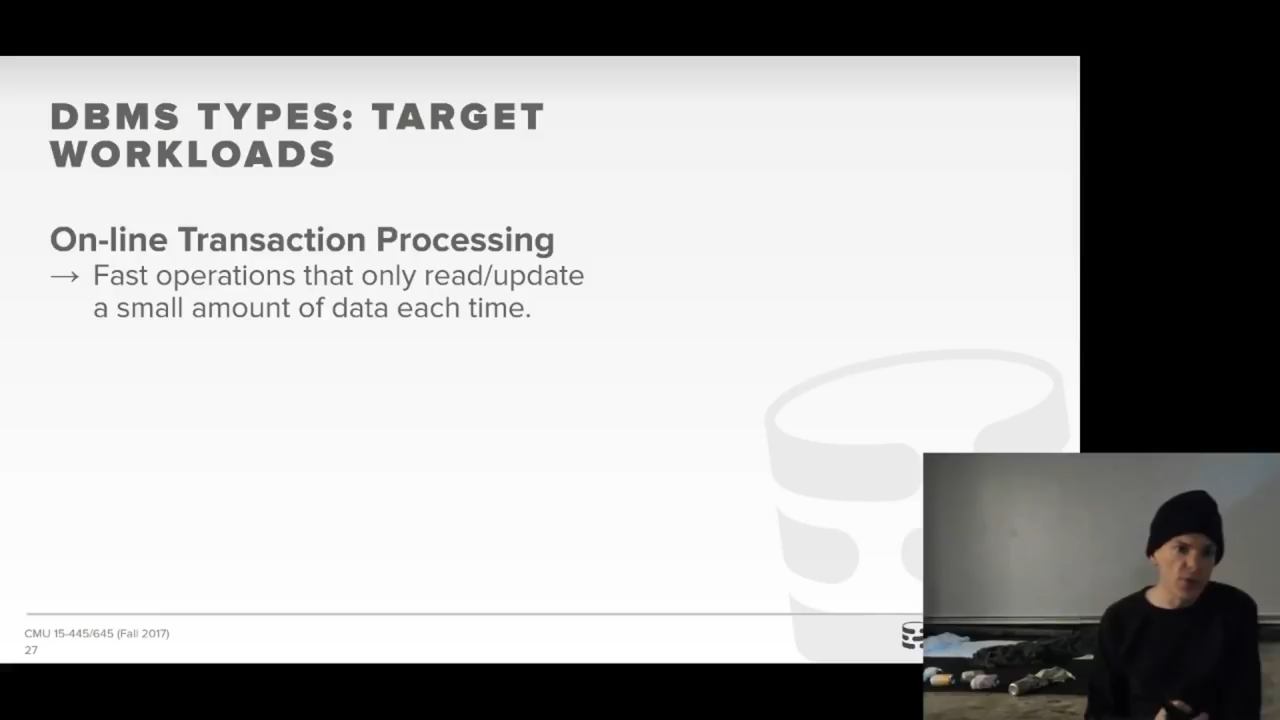 DBMS TYPES: TARGET
WORKLOADS
On-line Transaction Processing
→ Fast operations that only read/update
a small amount of data each time.
CMU 15-445/645 (Fall 2017)
27